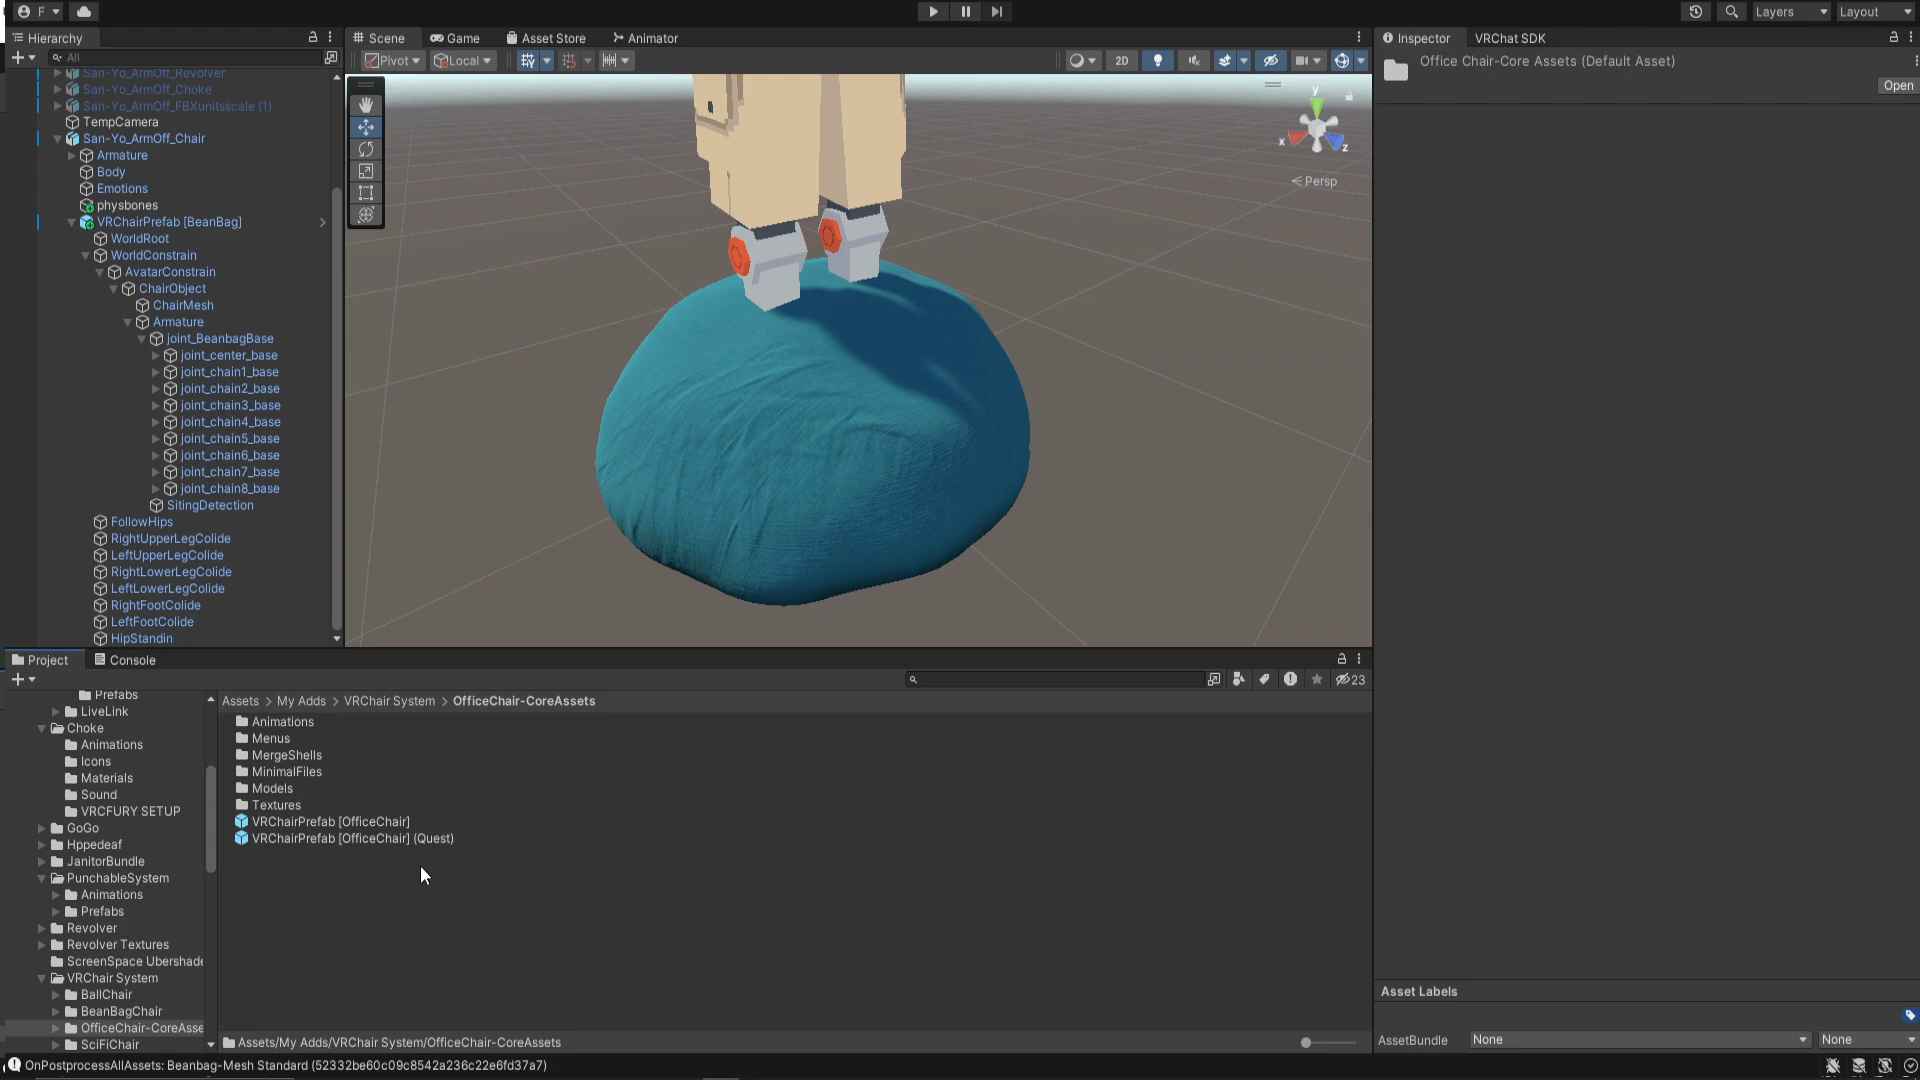 F
Layers
Layout
Hierarchy
Scene
Game
Asset Store
Animator
Inspector
VRChat SDK
All
Pivot
Local
2D
Office Chair-Core Assets (Default Asset)
Open
San-Yo_ArmOff_Revolver
San-Yo_ArmOff_Choke
San-Yo_ArmOff_FBXunitsscale (1)
TempCamera
San-Yo_ArmOff_Chair
Armature
Body
Emotions
physbones
VRChairPrefab [BeanBag]
WorldRoot
WorldConstrain
AvatarConstrain
ChairObject
ChairMesh
Armature
joint_BeanbagBase
joint_center_base
joint_chain1_base
joint_chain2_base
joint_chain3_base
joint_chain4_base
joint_chain5_base
joint_chain6_base
joint_chain7_base
joint_chain8_base
SitingDetection
FollowHips
RightUpperLegColide
LeftUpperLegColide
RightLowerLegColide
LeftLowerLegColide
RightFootColide
LeftFootColide
HipStandin
y
x
z
Persp
Project
Console
23
Prefabs
LiveLink
Choke
Animations
Icons
Materials
Sound
VRCFURY SETUP
GoGo
Hppedeaf
JanitorBundle
PunchableSystem
Animations
Prefabs
Revolver
Revolver Textures
ScreenSpace Ubershade
VRChair System
BallChair
BeanBagChair
OfficeChair-CoreAsse
SciFiChair
Assets > My Adds > VRChair System > OfficeChair-CoreAssets
Animations
Menus
MergeShells
MinimalFiles
Models
Textures
VRChairPrefab [OfficeChair]
VRChairPrefab [OfficeChair] (Quest)
Assets/My Adds/VRChair System/OfficeChair-CoreAssets
Asset Labels
AssetBundle
None
None
OnPostprocessAllAssets: Beanbag-Mesh Standard (52332be60c09c8542a236c22e6fd37a7)